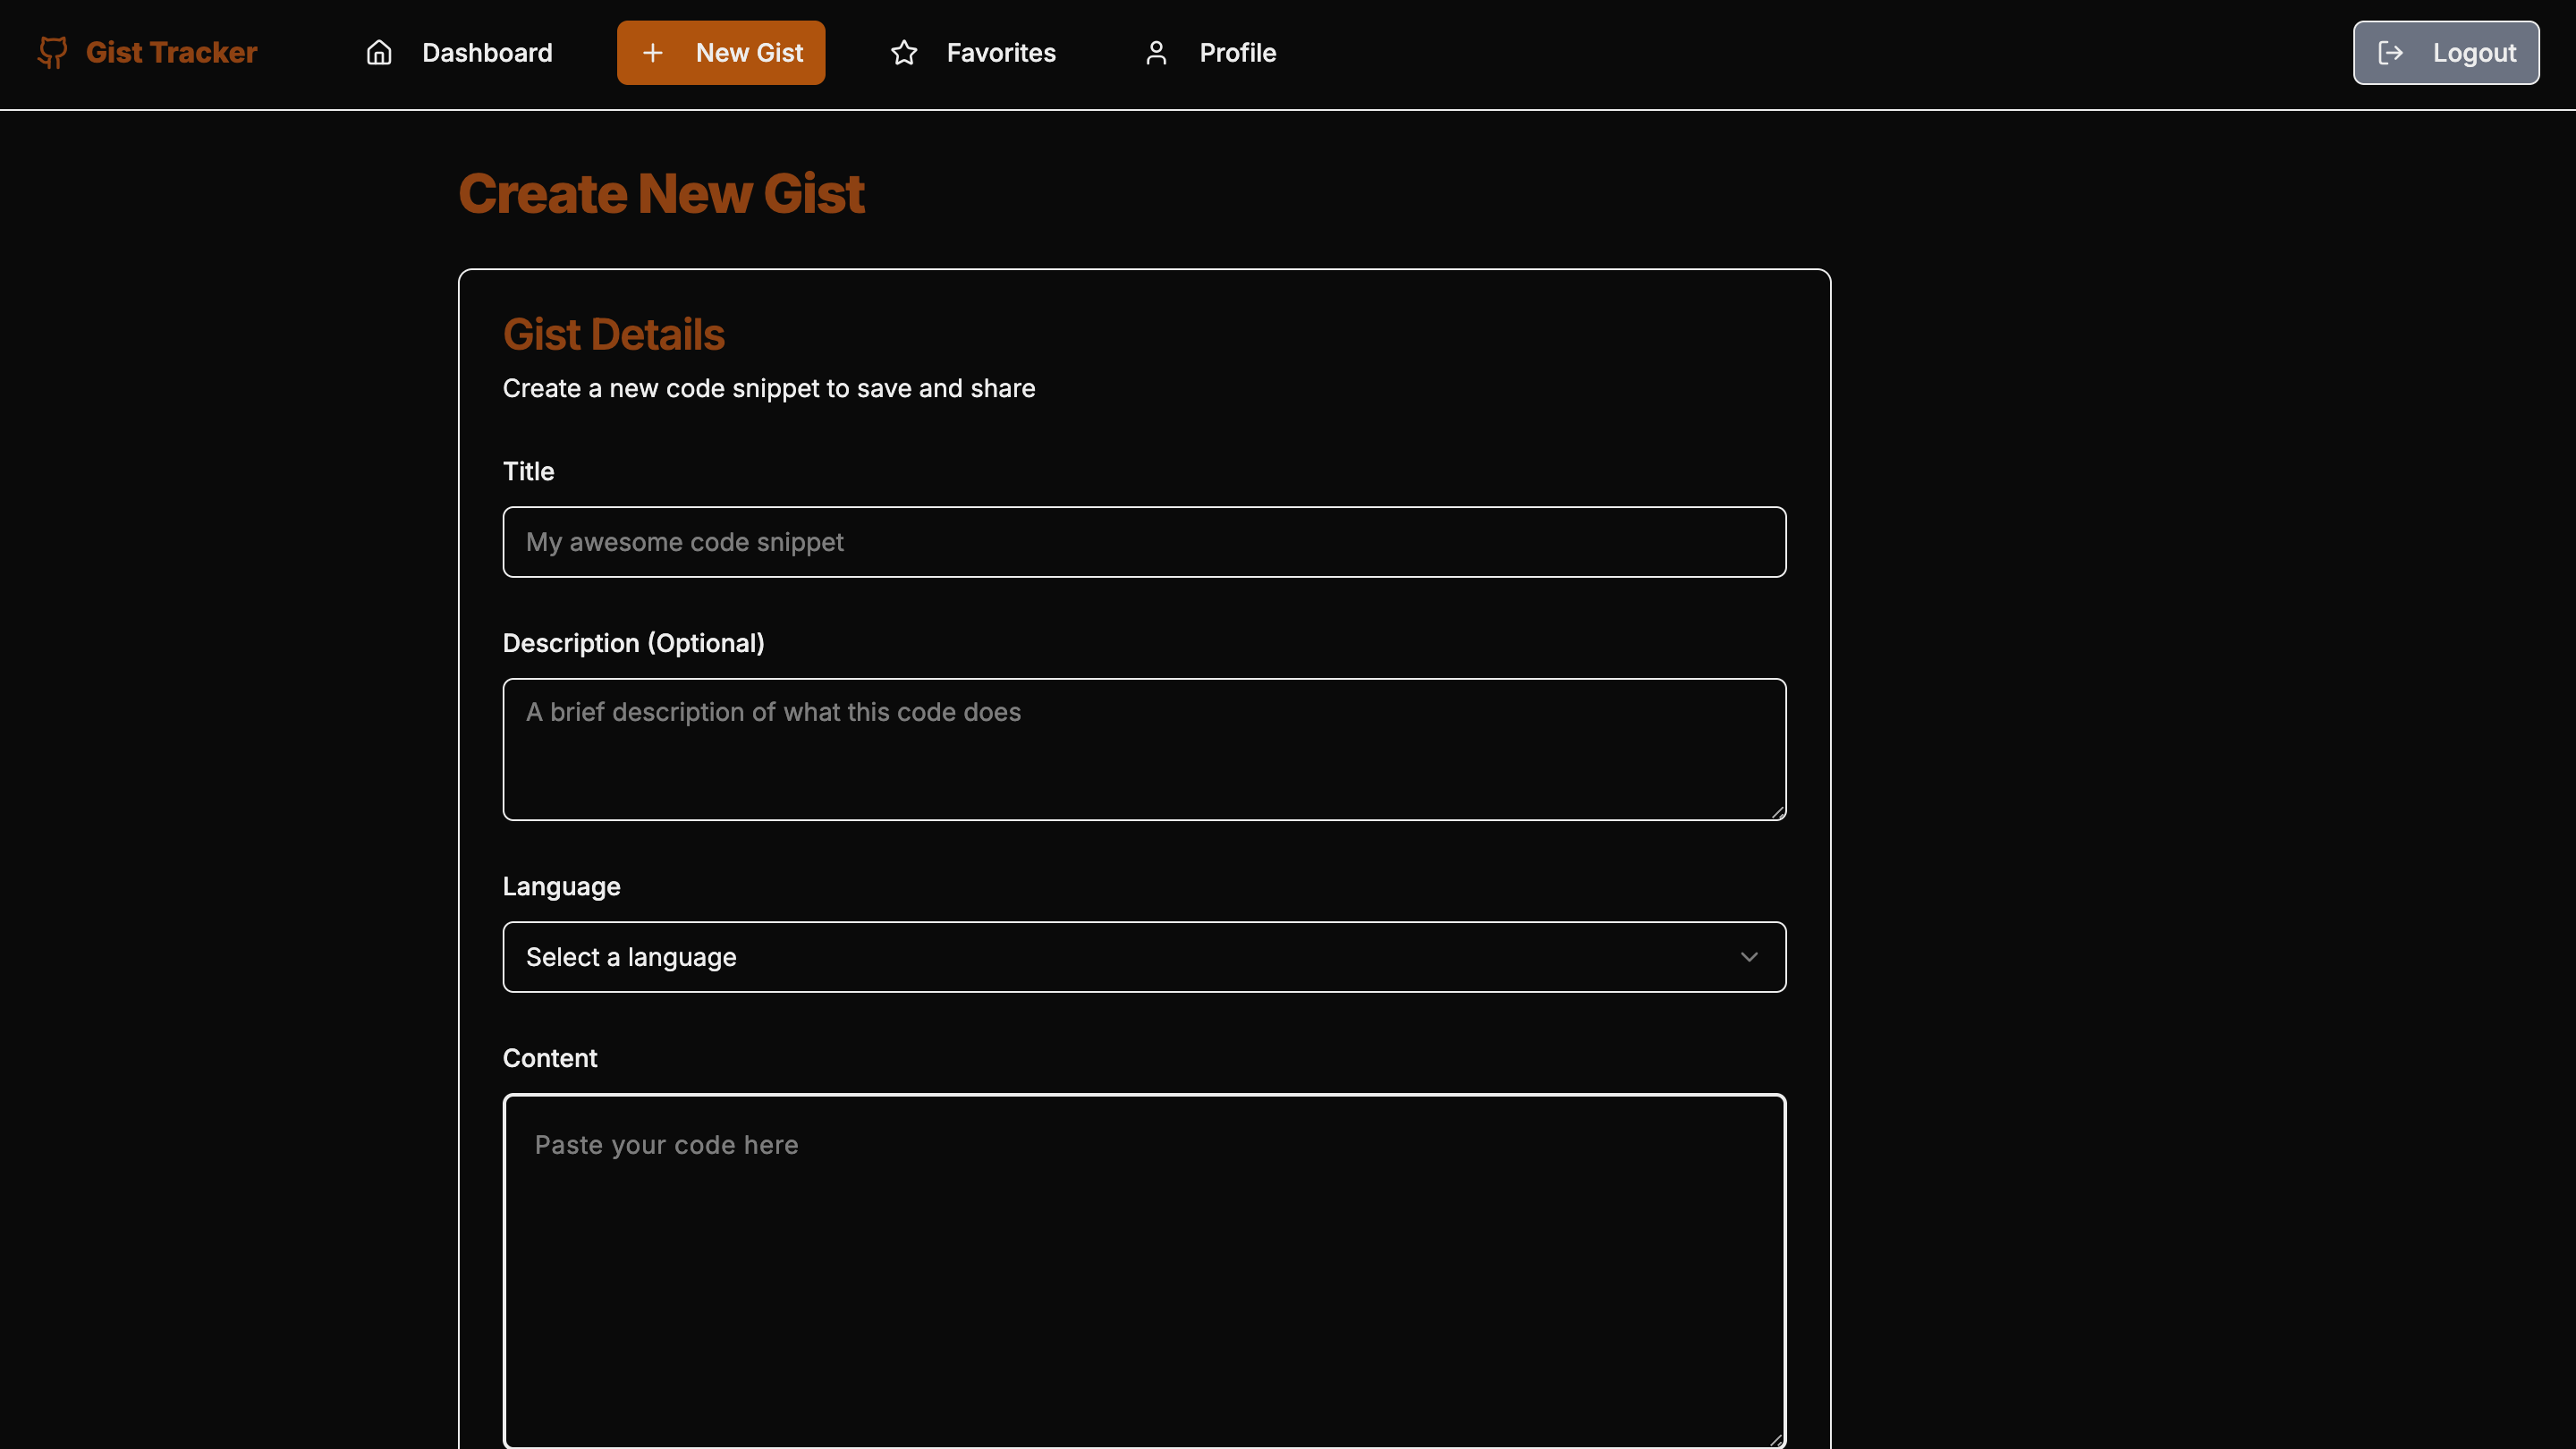 Gist Tracker
Dashboard
New Gist
Favorites
Profile
Logout
Create New Gist
Gist Details
Create a new code snippet to save and share
Title
My awesome code snippet
Description (Optional)
A brief description of what this code does
Language
Select a language
Content
Paste your code here